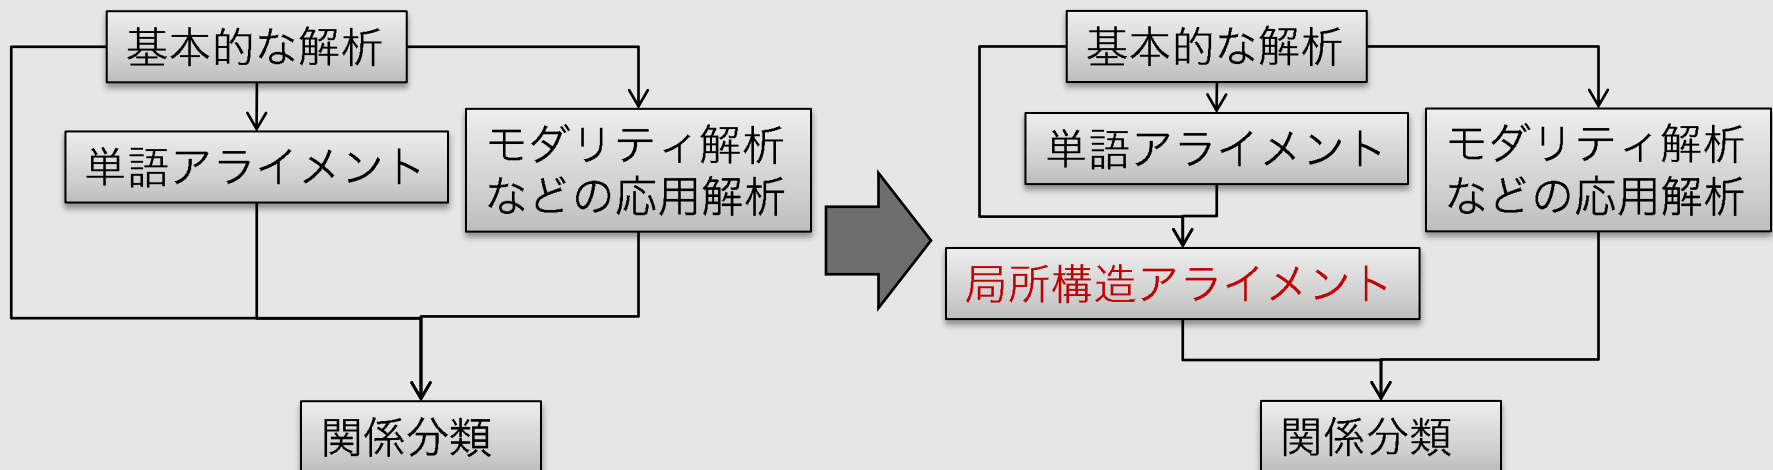 基本的な解析
単語アライメント
モダリティ解析
などの応用解析
関係分類
基本的な解析
単語アライメント
モダリティ解析
などの応用解析
局所構造アライメント
関係分類